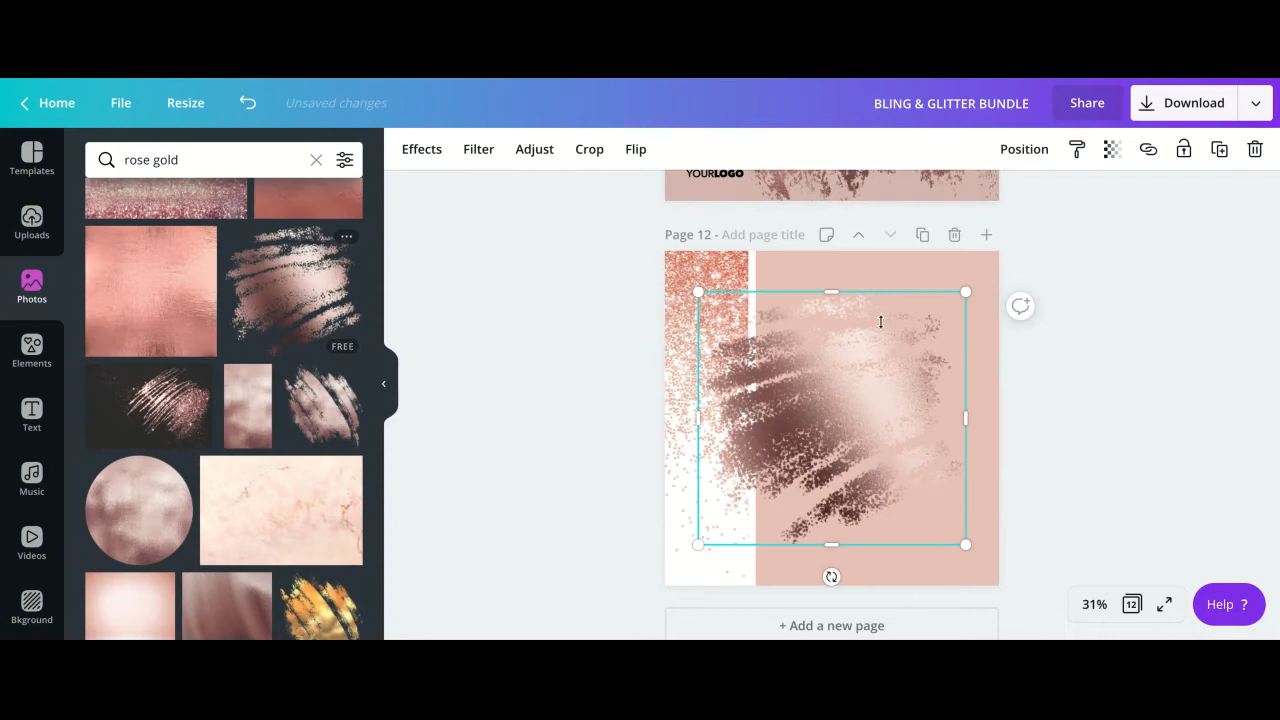 Home File Resize Unsaved changes BLING & GLITTER BUNDLE Share Download
Templates
Uploads
Photos
Elements
Text
Music
Videos
Bkground
rose gold
FREE
Effects Filter Adjust Crop Flip Position
YOURLOGO
Page 12 - Add page title
+ Add a new page
31% 12 Help ?